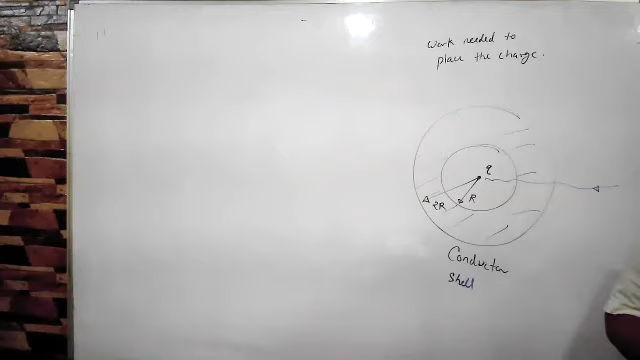 Work needed to
place the charge.
q
R
2R
Conductor
Shell